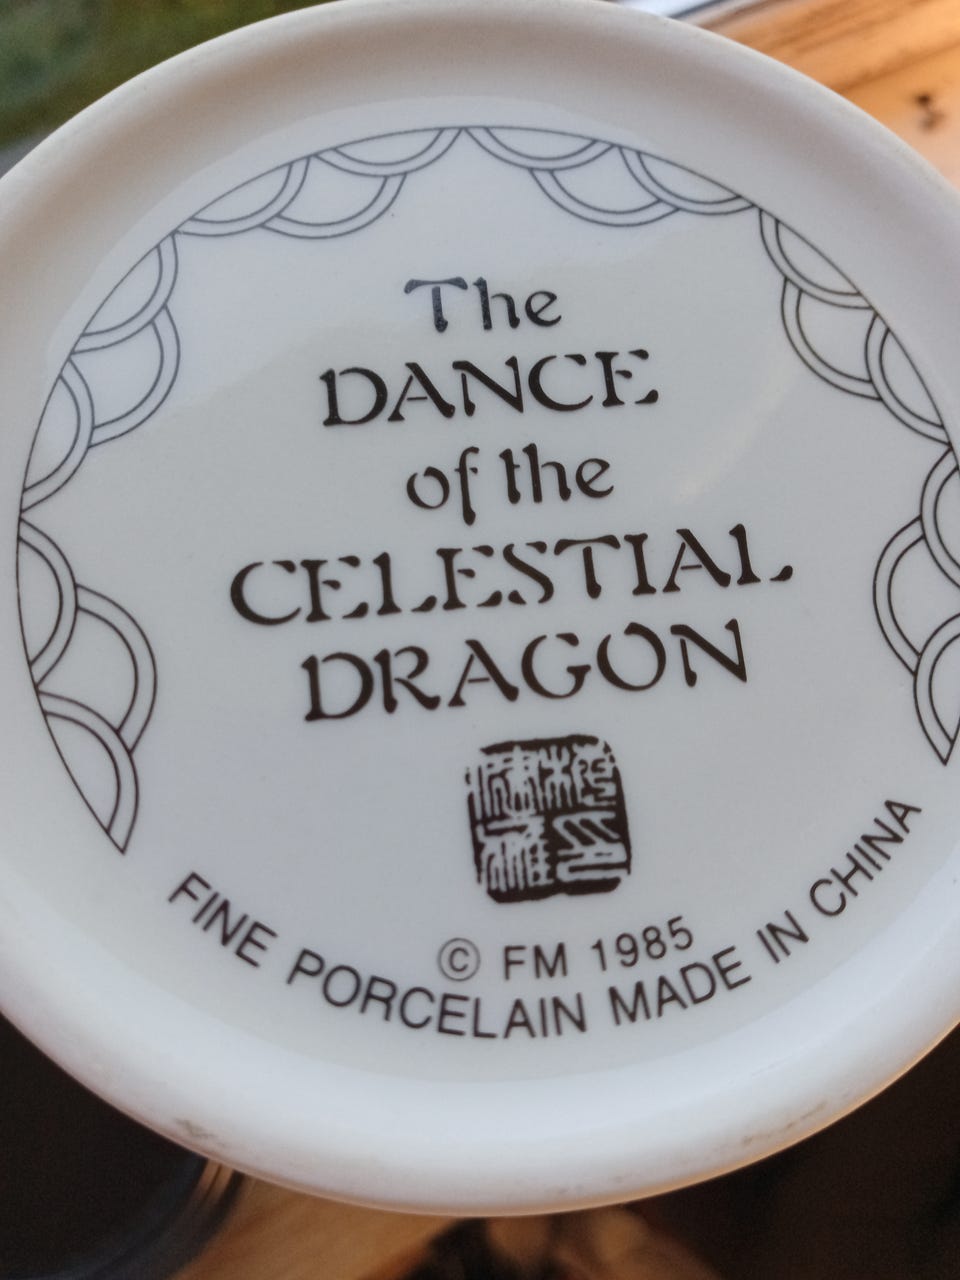 The
DANCE
of the
CELESTIAL
DRAGON
© FM 1985
FINE PORCELAIN MADE IN CHINA